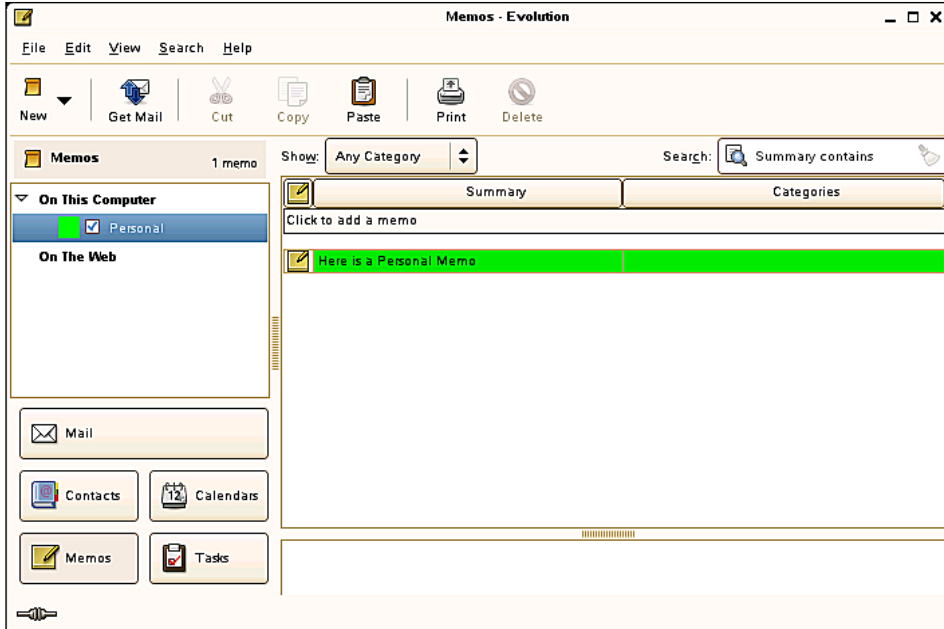 Memos - Evolution
File Edit View Search Help
New Get Mail Cut Copy Paste Print Delete
Memos 1 memo
Show: Any Category Search: Summary contains
On This Computer
Personal
On The Web
Summary Categories
Click to add a memo
Here is a Personal Memo
Mail
Contacts 12 Calendars
Memos Tasks